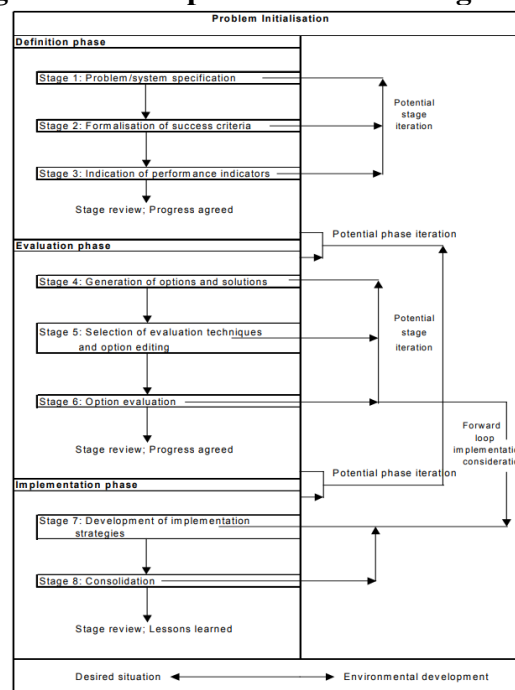 Problem Initialisation
Definition phase
Stage 1: Problem/system specification
Potential
stage
iteration
Stage 2: Formalisation of success criteria
Stage 3: Indication of performance indicators
Stage review; Progress agreed
Potential phase iteration
Evaluation phase
Stage 4: Generation of options and solutions
Potential
stage
iteration
Stage 5: Selection of evaluation techniques
and option editing
Stage 6: Option evaluation
Forward
loop
Stage review; Progress agreed
Potential phase iteration
Implementation phase
Stage 7: Development of implementation
strategies
Stage 8: Consolidation
Stage review; Lessons learned
Desired situation
Environmental development